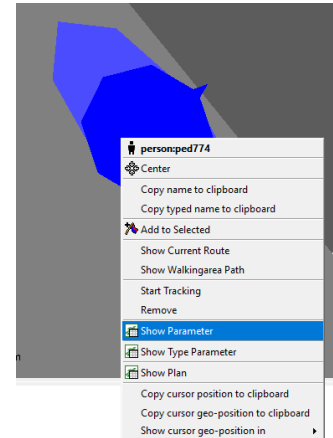 person:ped774
Center
Copy name to clipboard
Copy typed name to clipboard
Add to Selected
Show Current Route
Show Walkingarea Path
Start Tracking
Remove
Show Parameter
Show Type Parameter
Show Plan
Copy cursor position to clipboard
Copy cursor geo-position to clipboard
Show cursor geo-position in